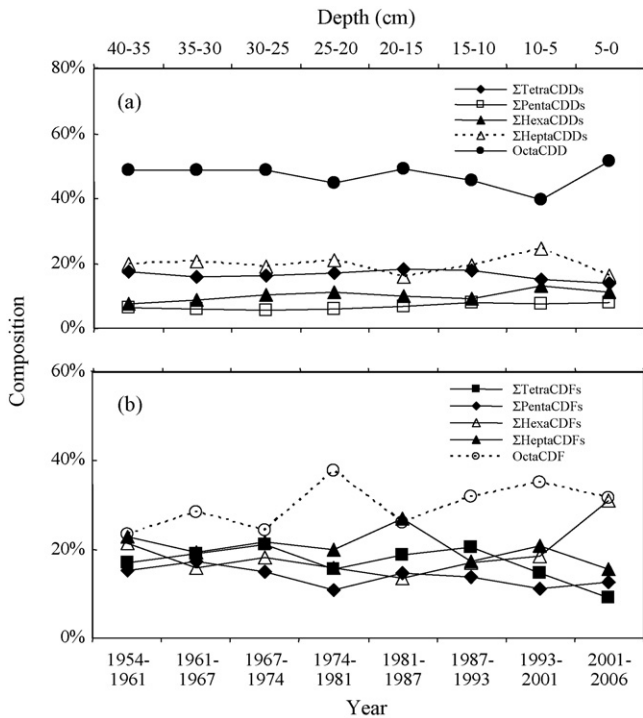 Depth (cm)
40-35 35-30 30-25 25-20 20-15 15-10 10-5 5-0
80%
60%
40%
20%
0%
(a)
ΣTetraCDDs
ΣPentaCDDs
ΣHexaCDDs
ΣHeptaCDDs
OctaCDD
Composition
60%
40%
20%
0%
(b)
ΣTetraCDFs
ΣPentaCDFs
ΣHexaCDFs
ΣHeptaCDFs
OctaCDF
1954- 1961- 1967- 1974- 1981- 1987- 1993- 2001-
1961 1967 1974 1981 1987 1993 2001 2006
Year